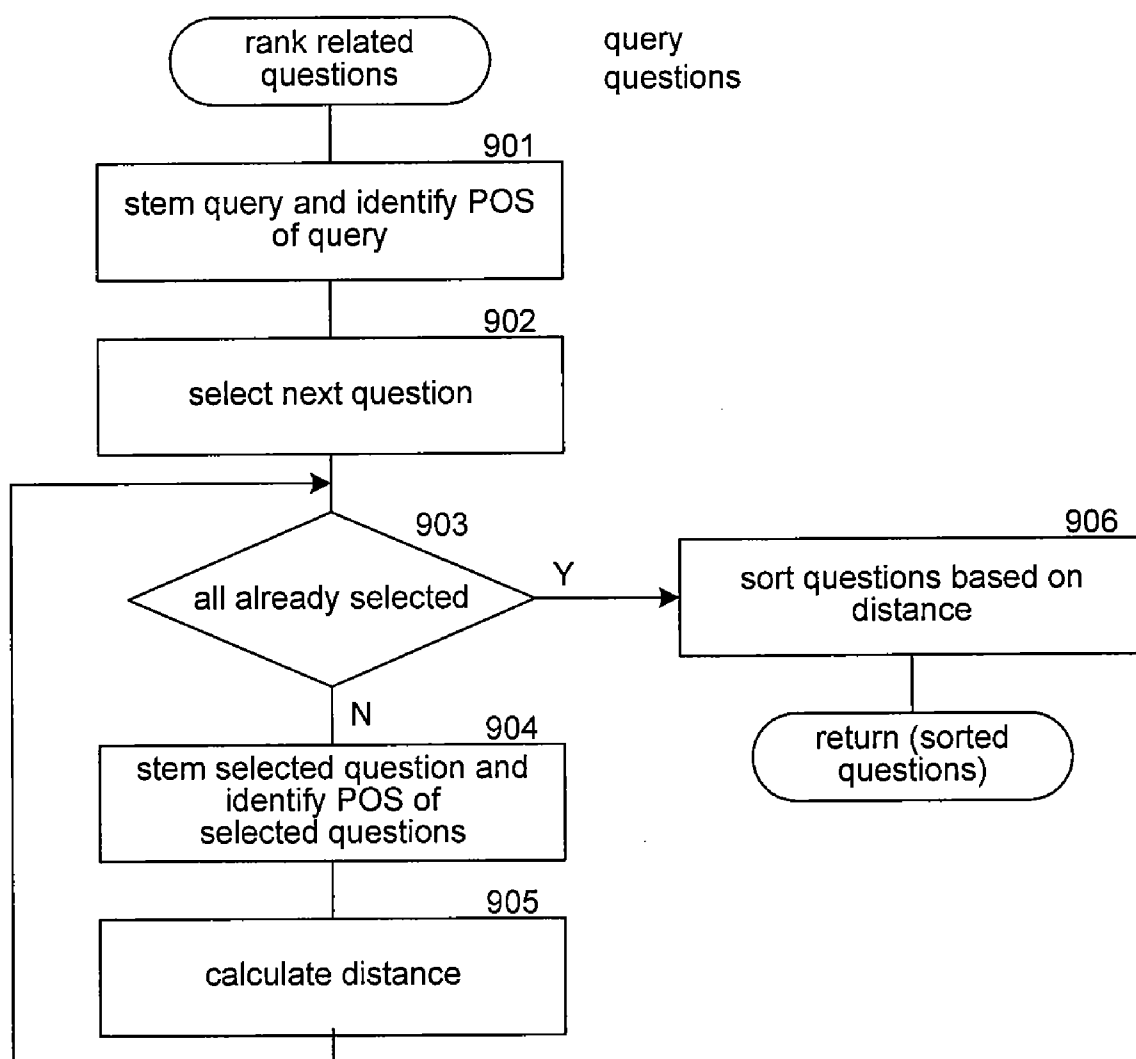 rank related
questions
query
questions
901
stem query and identify POS
of query
902
select next question
903
all already selected
Y
N
906
sort questions based on
distance
return (sorted
questions)
904
stem selected question and
identify POS of
selected questions
905
calculate distance